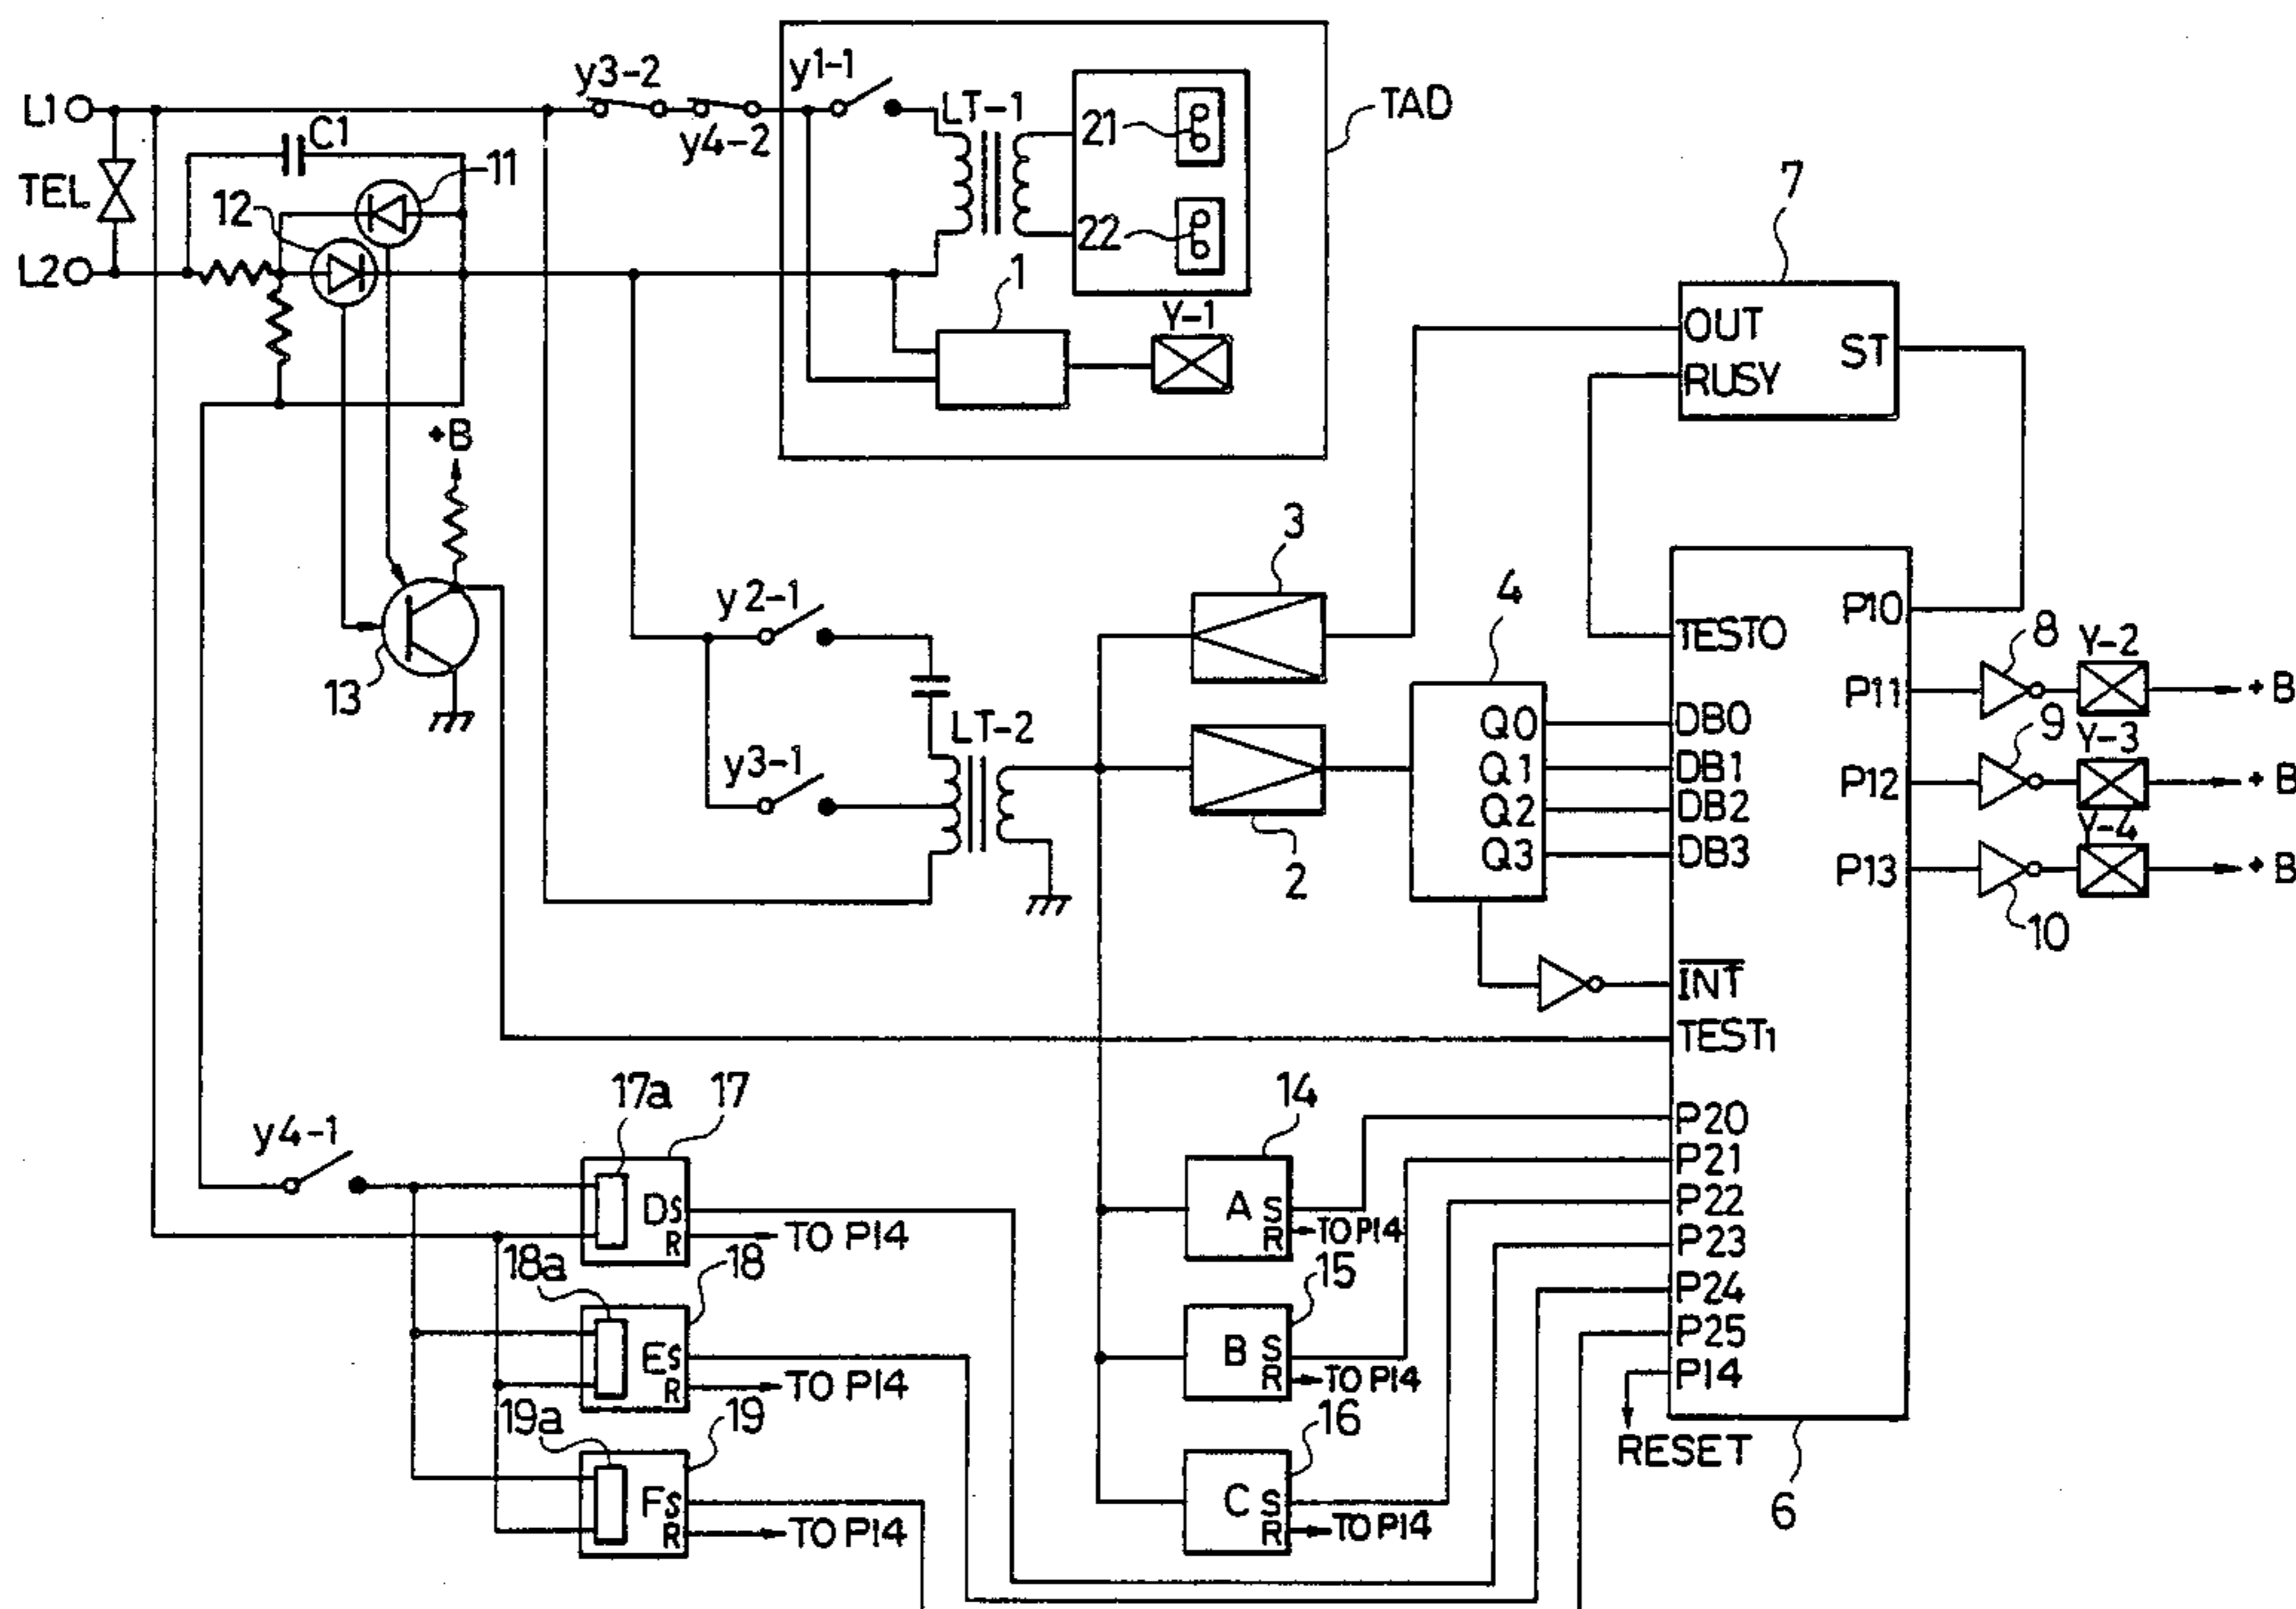 y3-2
y1-1
L1
C1
y4-2
LT-1
21
TAD
TEL
12
11
22
7
L2
1
Y-1
OUT
RUSY
ST
+B
3
4
y2-1
TEST0
P10
8
Y-2
13
P11
+B
LT-2
Q0
DB0
9
Y-3
y3-1
Q1
DB1
P12
+B
Q2
DB2
Y-4
Q3
DB3
P13
+B
2
10
INT
TEST1
17a
17
14
P20
y4-1
P21
P22
D S
R
TO P14
A S
R
TO P14
P23
18a
18
15
P24
E S
R
TO P14
B S
R
TO P14
P25
P14
19a
19
16
RESET
F S
R
TO P14
C S
R
TO P14
6